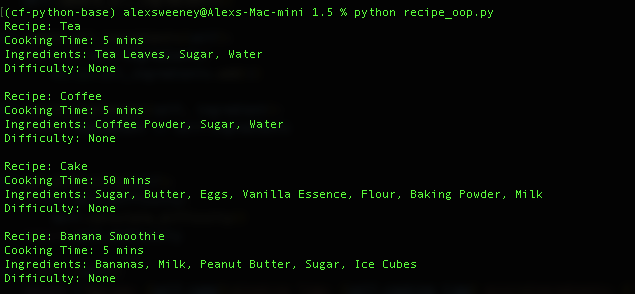 [(cf-python-base) alexsweeney@Alexs-Mac-mini 1.5 % python recipe_oop.py
Recipe: Tea
Cooking Time: 5 mins
Ingredients: Tea Leaves, Sugar, Water
Difficulty: None
Recipe: Coffee
Cooking Time: 5 mins
Ingredients: Coffee Powder, Sugar, Water
Difficulty: None
Recipe: Cake
Cooking Time: 50 mins
Ingredients: Sugar, Butter, Eggs, Vanilla Essence, Flour, Baking Powder, Milk
Difficulty: None
Recipe: Banana Smoothie
Cooking Time: 5 mins
Ingredients: Bananas, Milk, Peanut Butter, Sugar, Ice Cubes
Difficulty: None